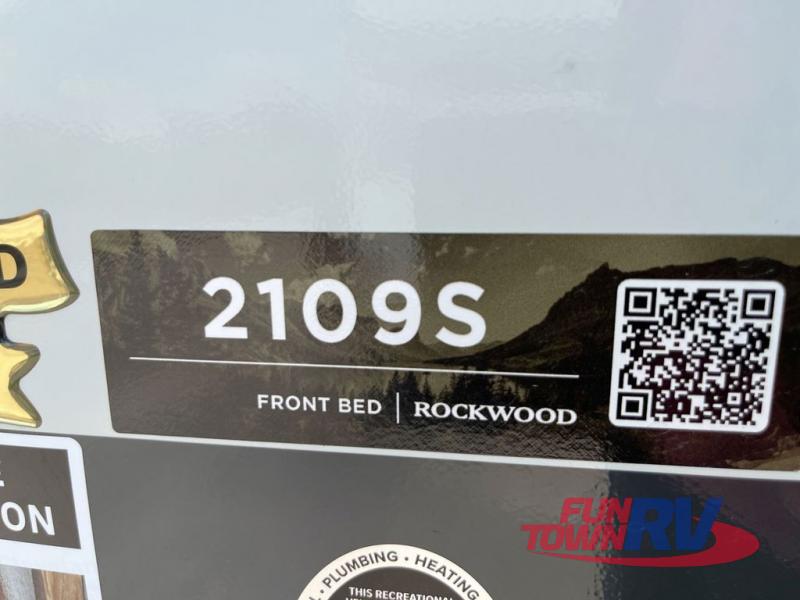 D
2109S
FRONT BED | ROCKWOOD
ON
PLUMBING • HEATING
THIS RECREATIONAL
FUN
TOWN RV